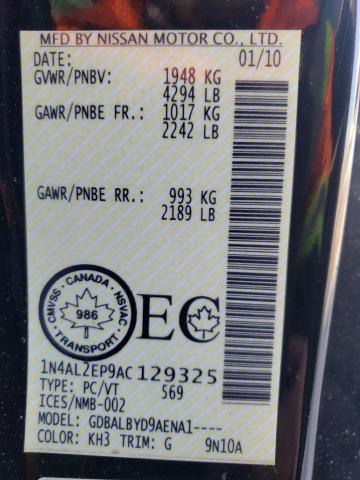 MFD BY NISSAN MOTOR CO., LTD.
DATE: 01/10
GVWR/PNBV: 1948 KG
4294 LB
GAWR/PNBE FR.: 1017 KG
2242 LB
GAWR/PNBE RR.: 993 KG
2189 LB
CANADA
CMVSS NSVAC
986
TRANSPORT
EC
1N4AL2EP9AC129325
TYPE: PC/VT 569
ICES/NMB-002
MODEL: GDBALBYD9AENA1----
COLOR: KH3 TRIM: G 9N10A